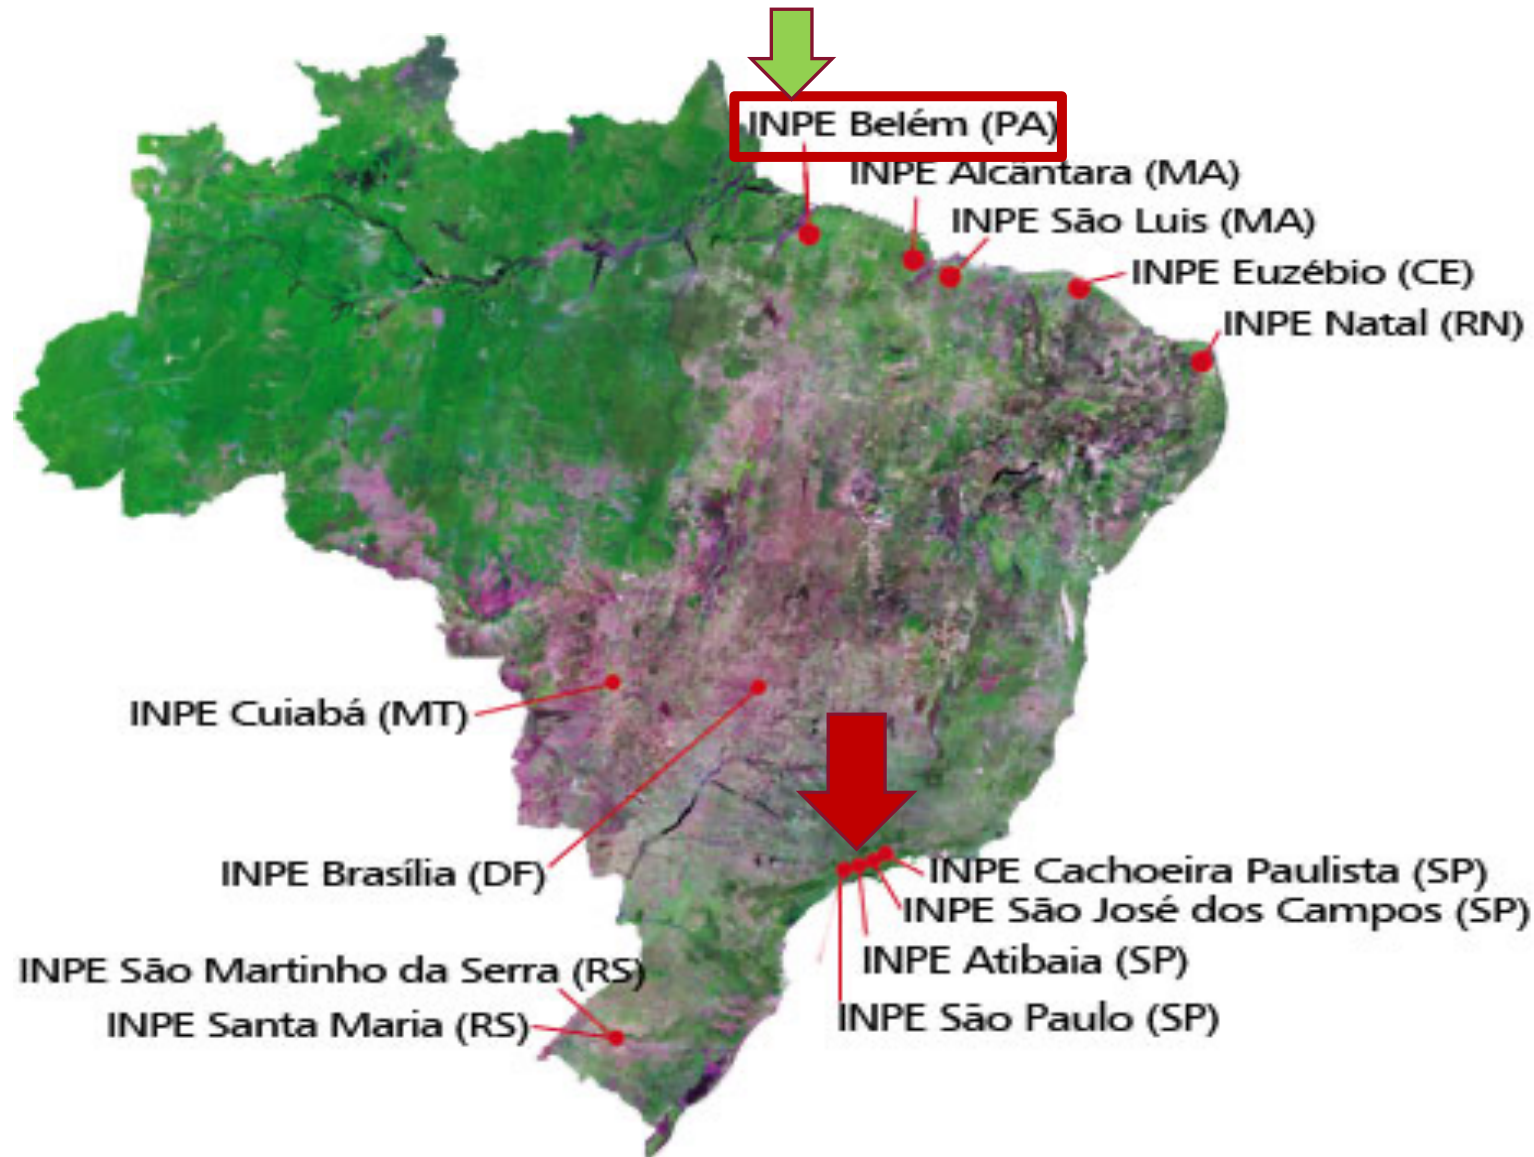 INPE Belém (PA)
INPE Alcântara (MA)
INPE São Luis (MA)
INPE Euzébio (CE)
INPE Natal (RN)
INPE Cuiabá (MT)
INPE Brasília (DF)
INPE Cachoeira Paulista (SP)
INPE São José dos Campos (SP)
INPE Atibaia (SP)
INPE São Martinho da Serra (RS)
INPE São Paulo (SP)
INPE Santa Maria (RS)